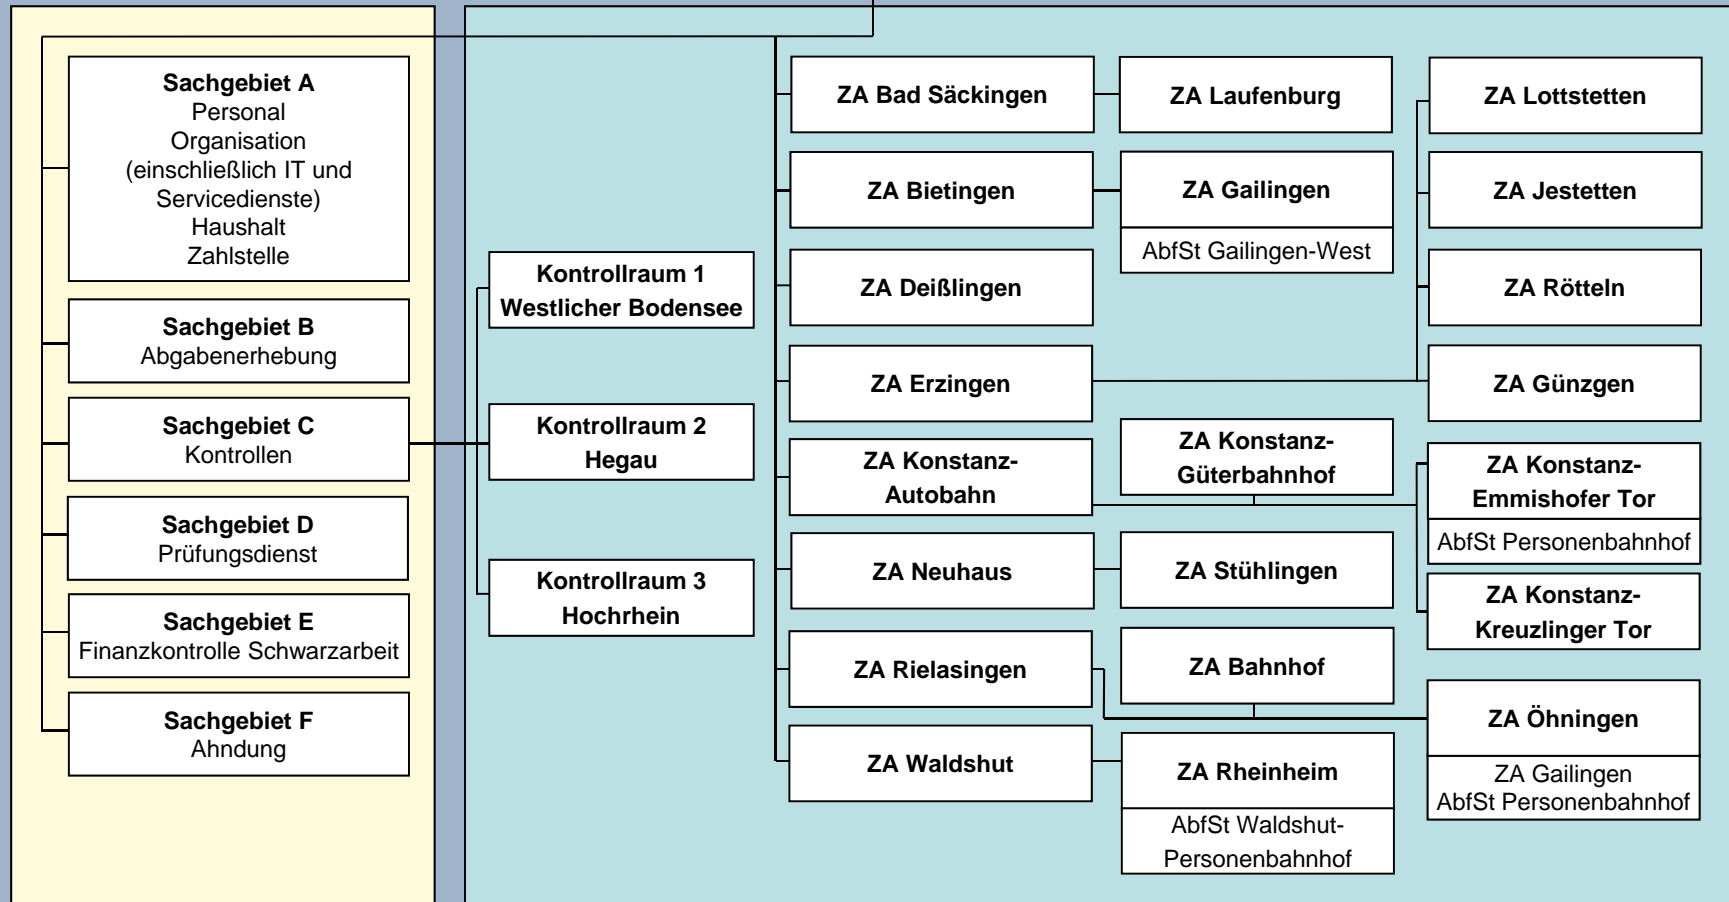 Sachgebiet A
Personal
Organisation
(einschließlich IT und
Servicedienste)
Haushalt
Zahlstelle
Sachgebiet B
Abgabenerhebung
Sachgebiet C
Kontrollen
Sachgebiet D
Prüfungsdienst
Sachgebiet E
Finanzkontrolle Schwarzarbeit
Sachgebiet F
Ahndung
Kontrollraum 1
Westlicher Bodensee
Kontrollraum 2
Hegau
Kontrollraum 3
Hochrhein
ZA Bad Säckingen
ZA Bietingen
ZA Deißlingen
ZA Erzingen
ZA Konstanz-
Autobahn
ZA Neuhaus
ZA Rielasingen
ZA Waldshut
ZA Laufenburg
ZA Gailingen
AbfSt Gailingen-West
ZA Konstanz-
Güterbahnhof
ZA Stühlingen
ZA Bahnhof
ZA Rheinheim
AbfSt Waldshut-
Personenbahnhof
ZA Lottstetten
ZA Jestetten
ZA Rötteln
ZA Günzgen
ZA Konstanz-
Emmishofer Tor
AbfSt Personenbahnhof
ZA Konstanz-
Kreuzlinger Tor
ZA Öhningen
ZA Gailingen
AbfSt Personenbahnhof